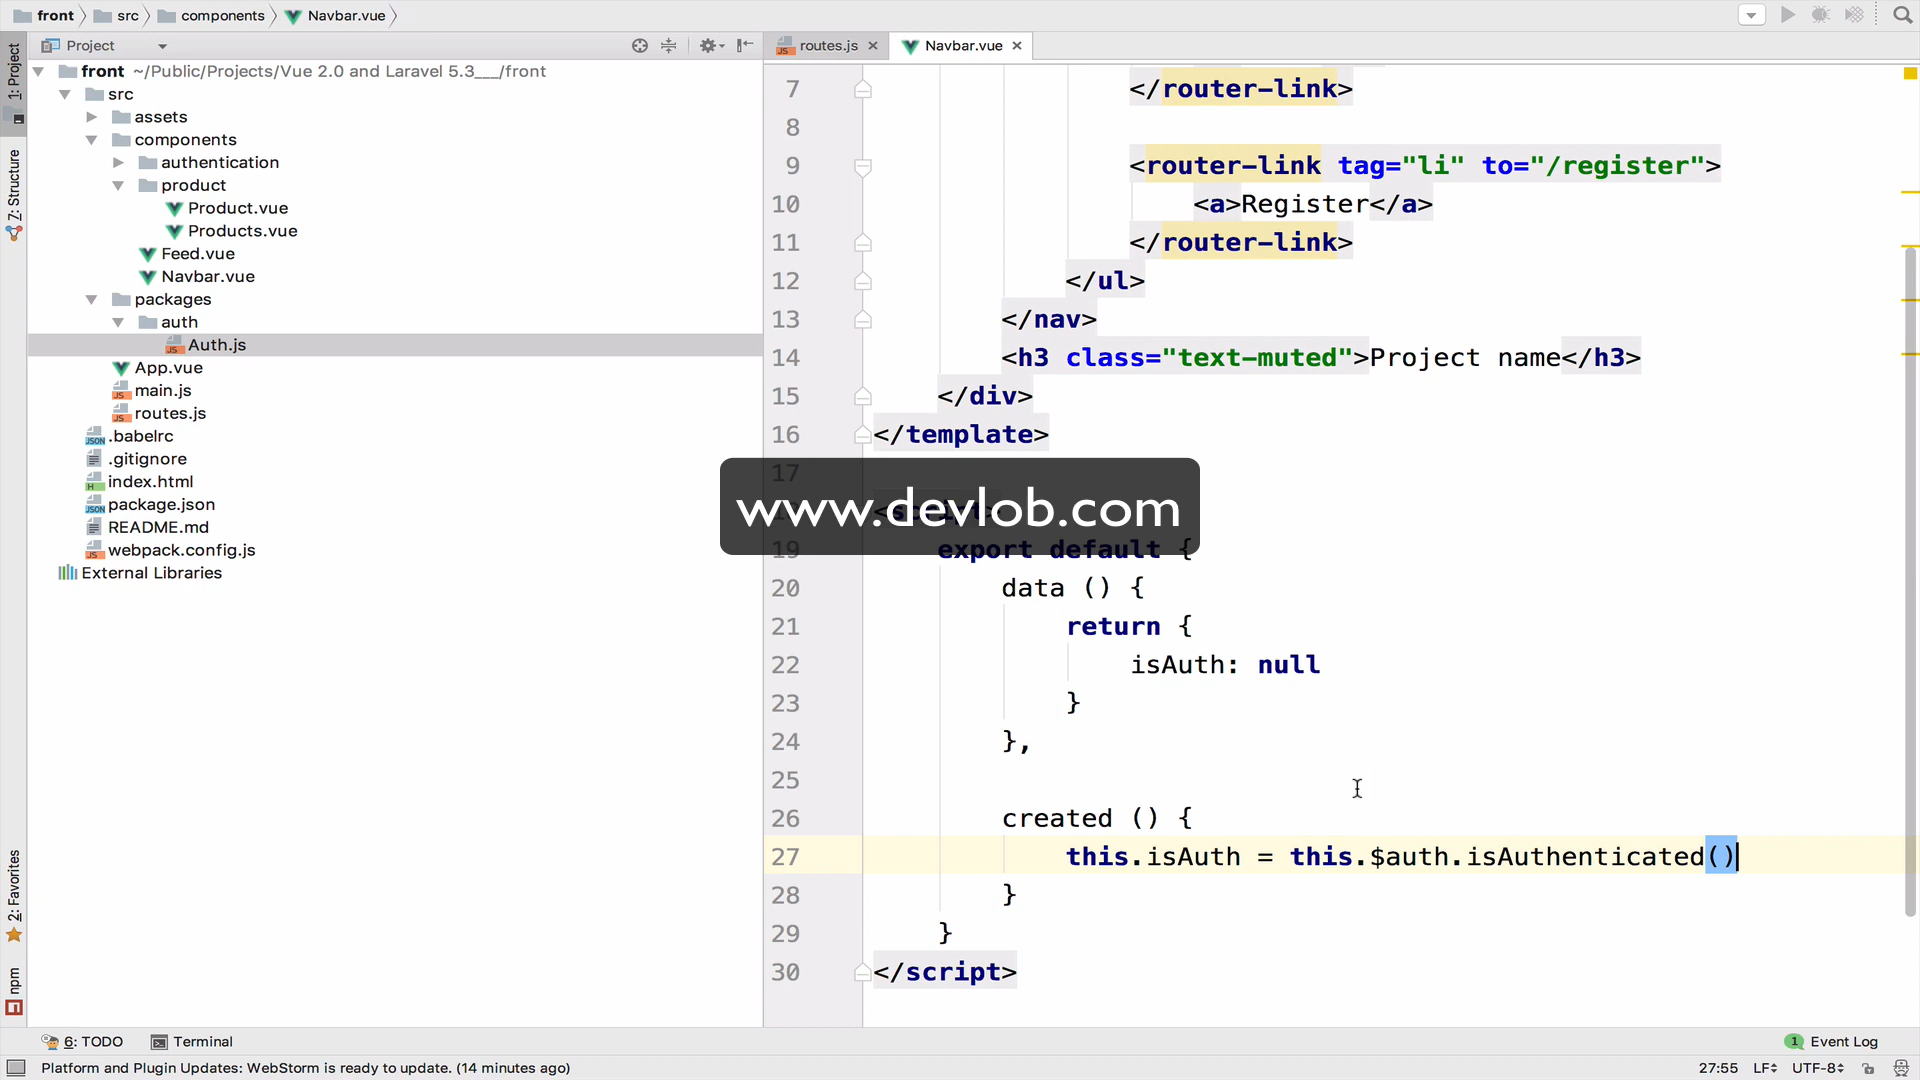 front src components Navbar.vue
1: Project
Z: Structure
2: Favorites
npm
Project
front ~/Public/Projects/Vue 2.0 and Laravel 5.3___/front
src
assets
components
authentication
product
Product.vue
Products.vue
Feed.vue
Navbar.vue
packages
auth
Auth.js
App.vue
main.js
routes.js
.babelrc
.gitignore
index.html
package.json
README.md
webpack.config.js
External Libraries
routes.js Navbar.vue
7 </router-link>
8
9 <router-link tag="li" to="/register">
10 <a>Register</a>
11 </router-link>
12 </ul>
13 </nav>
14 <h3 class="text-muted">Project name</h3>
15 </div>
16 </template>
17
www.devlob.com
<script>
19 export default {
20 data () {
21 return {
22 isAuth: null
23 }
24 },
25
26 created () {
27 this.isAuth = this.$auth.isAuthenticated()
28 }
29 }
30 </script>
6: TODO Terminal
1 Event Log
Platform and Plugin Updates: WebStorm is ready to update. (14 minutes ago)
27:55 LF UTF-8